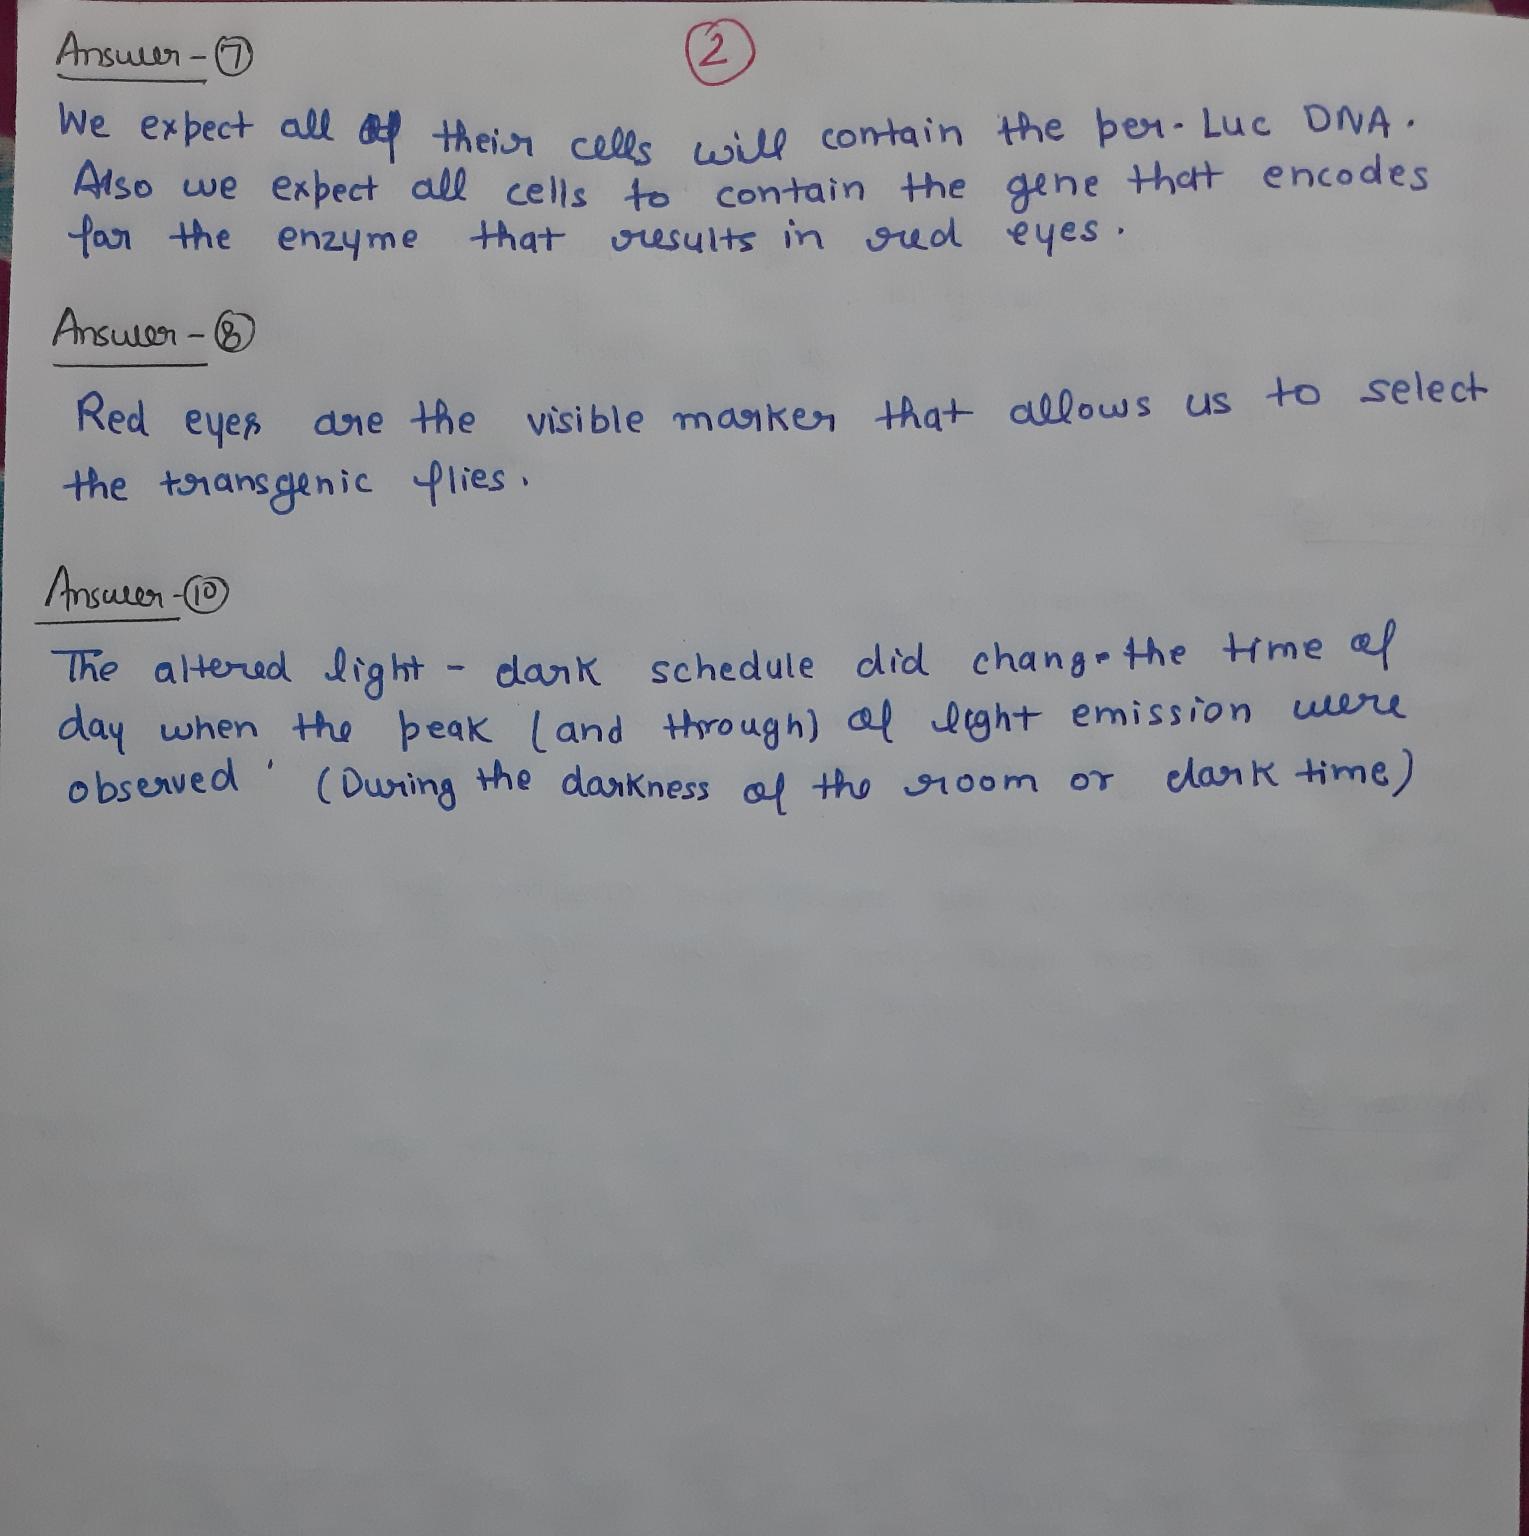 Answer - 7
2
We expect all of their cells will contain the per-Luc DNA.
Also we expect all cells to contain the gene that encodes
for the enzyme that results in red eyes.
Answer - 8
Red eyes are the visible marker that allows us to select
the transgenic flies.
Answer - 10
The altered light - dark schedule did change the time of
day when the peak (and through) of light emission were
observed. (During the darkness of the room or dark time)